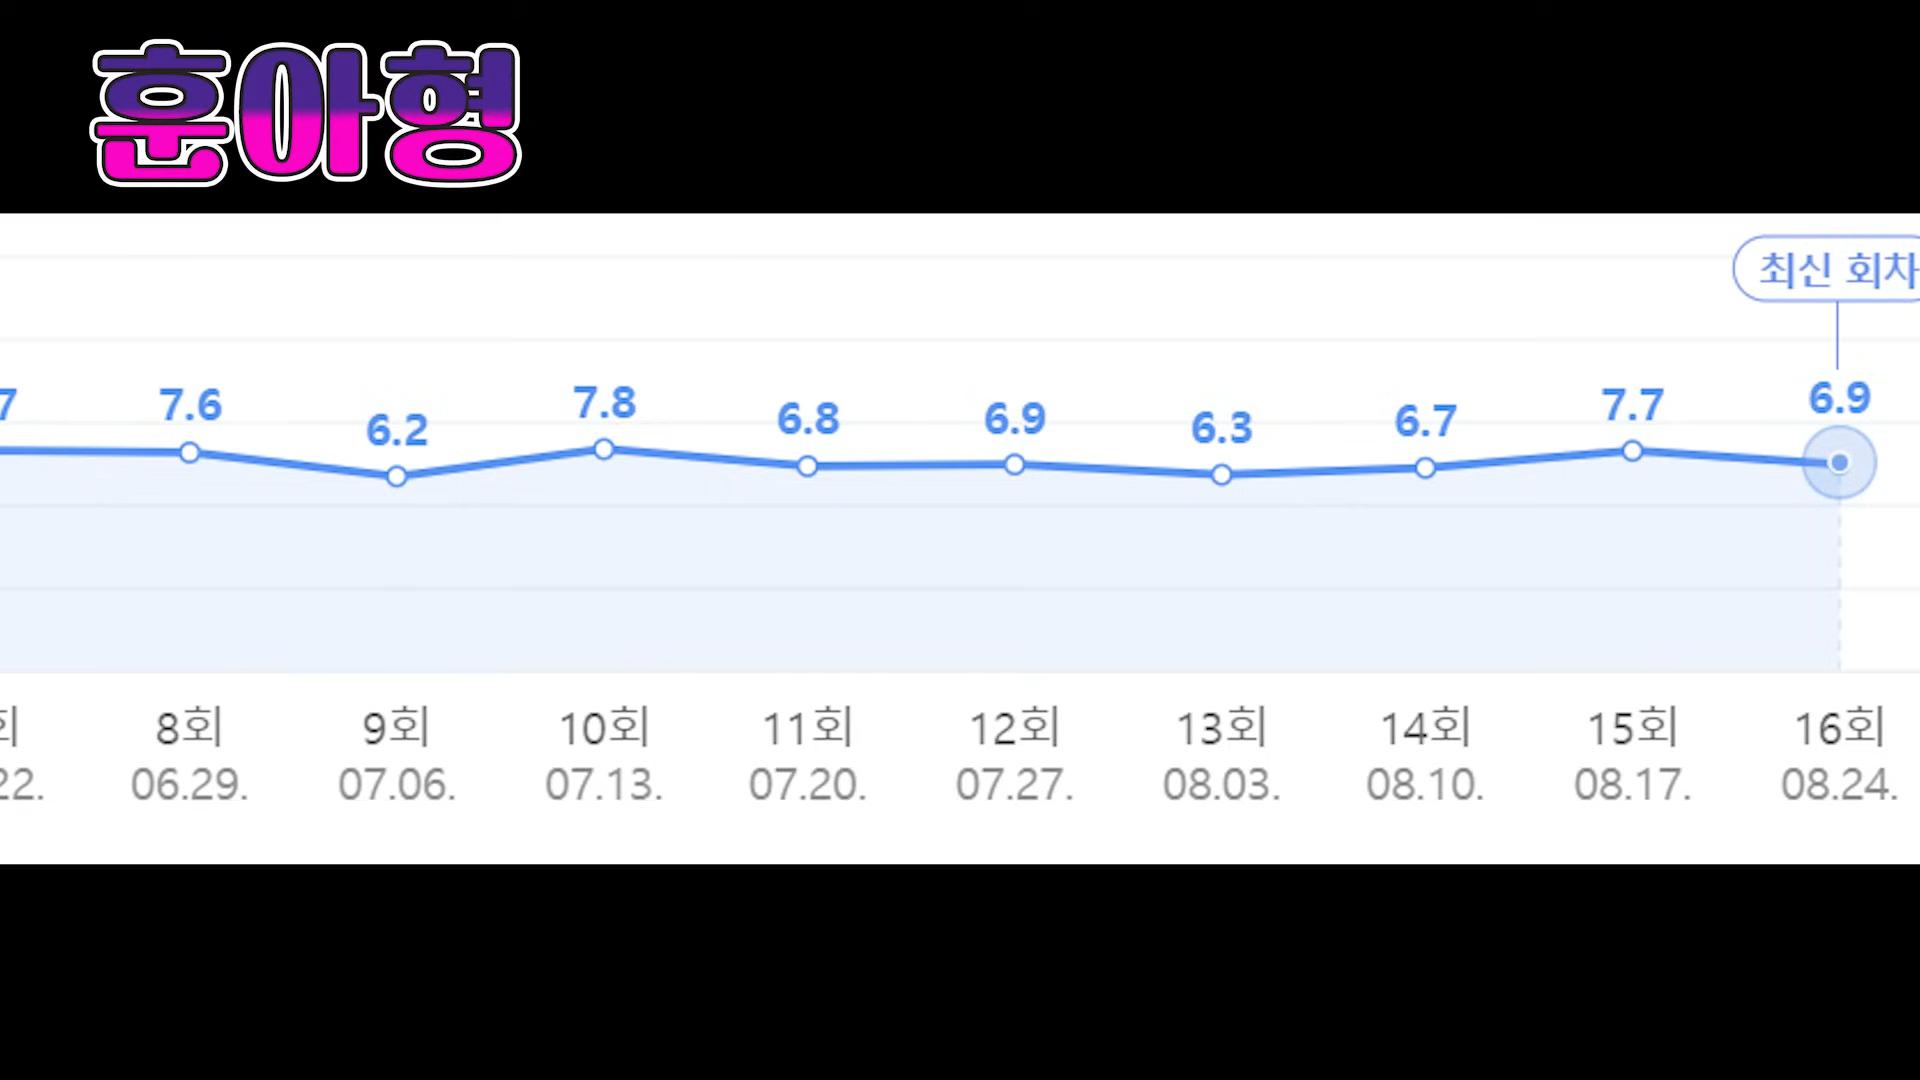 훈아형
최신 회차
7 7.6 6.2 7.8 6.8 6.9 6.3 6.7 7.7 6.9
회 8회 9회 10회 11회 12회 13회 14회 15회 16회
22. 06.29. 07.06. 07.13. 07.20. 07.27. 08.03. 08.10. 08.17. 08.24.